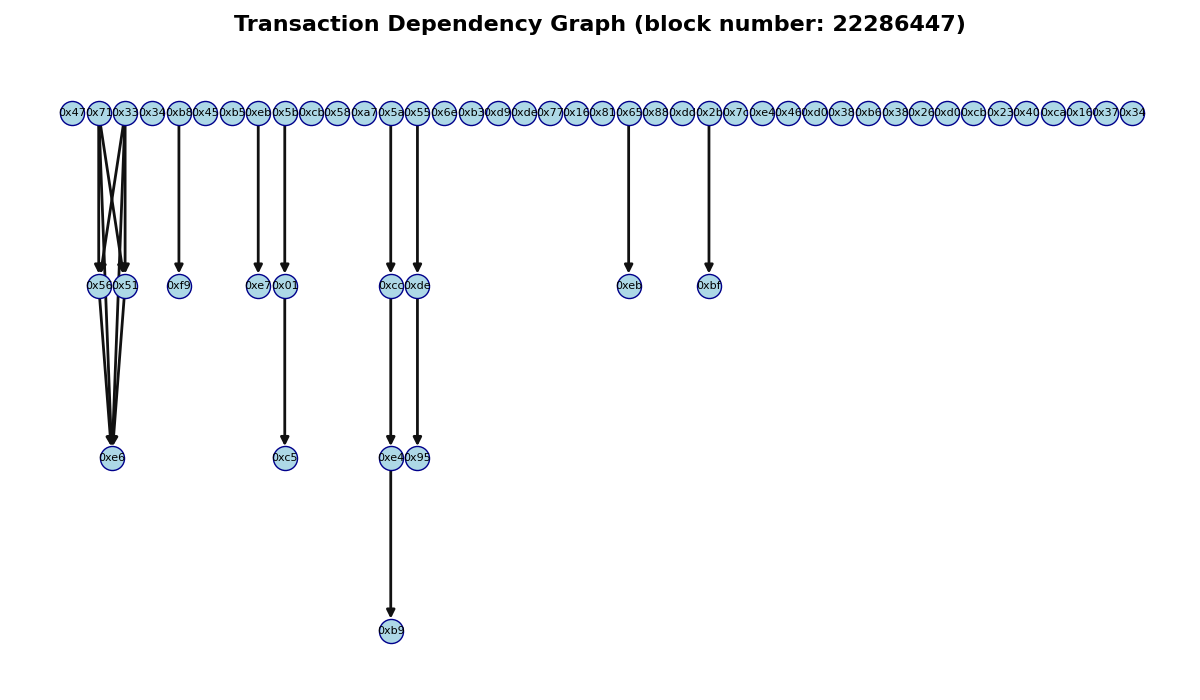 Transaction Dependency Graph (block number: 22286447)
0x47 0x71 0x33 0x34 0xb8 0x45 0xb5 0xeb 0x5b 0xcb 0x58 0xa7 0x5a 0x55 0x6e 0xb3 0xd9 0xde 0x77 0x16 0x81 0x65 0x88 0xdd 0x2b 0x7c 0xe4 0x46 0xd0 0x38 0xb6 0x38 0x26 0xd0 0xcb 0x23 0x40 0xca 0x16 0x37 0x34
0x56 0x51 0xf9 0xe7 0x01 0xcc 0xde 0xeb 0xbf
0xe6 0xc5 0xe4 0x95
0xb9